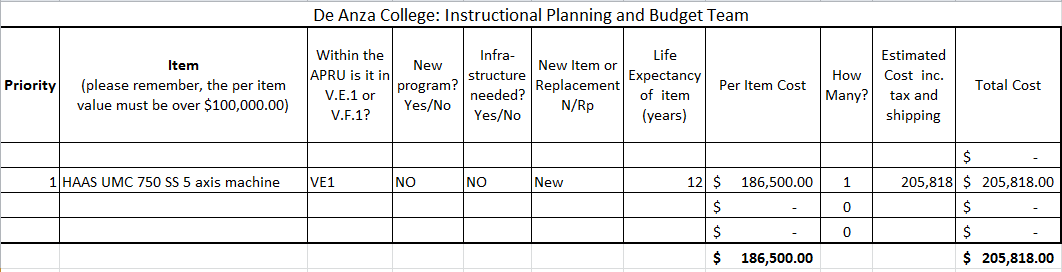 De Anza College: Instructional Planning and Budget Team
Priority
Item
(please remember, the per item
value must be over $100,000.00)
Within the
APRU is it in
V.E.1 or
V.F.1?
New
program?
Yes/No
Infra-
structure
needed?
Yes/No
New Item or
Replacement
N/Rp
Life
Expectancy
of item
(years)
Per Item Cost
How
Many?
Estimated
Cost inc.
tax and
shipping
Total Cost
$ -
1 HAAS UMC 750 SS 5 axis machine VE1 NO NO New 12 $ 186,500.00 1 205,818 $ 205,818.00
$ - 0 $ -
$ - 0 $ -
$ 186,500.00 $ 205,818.00